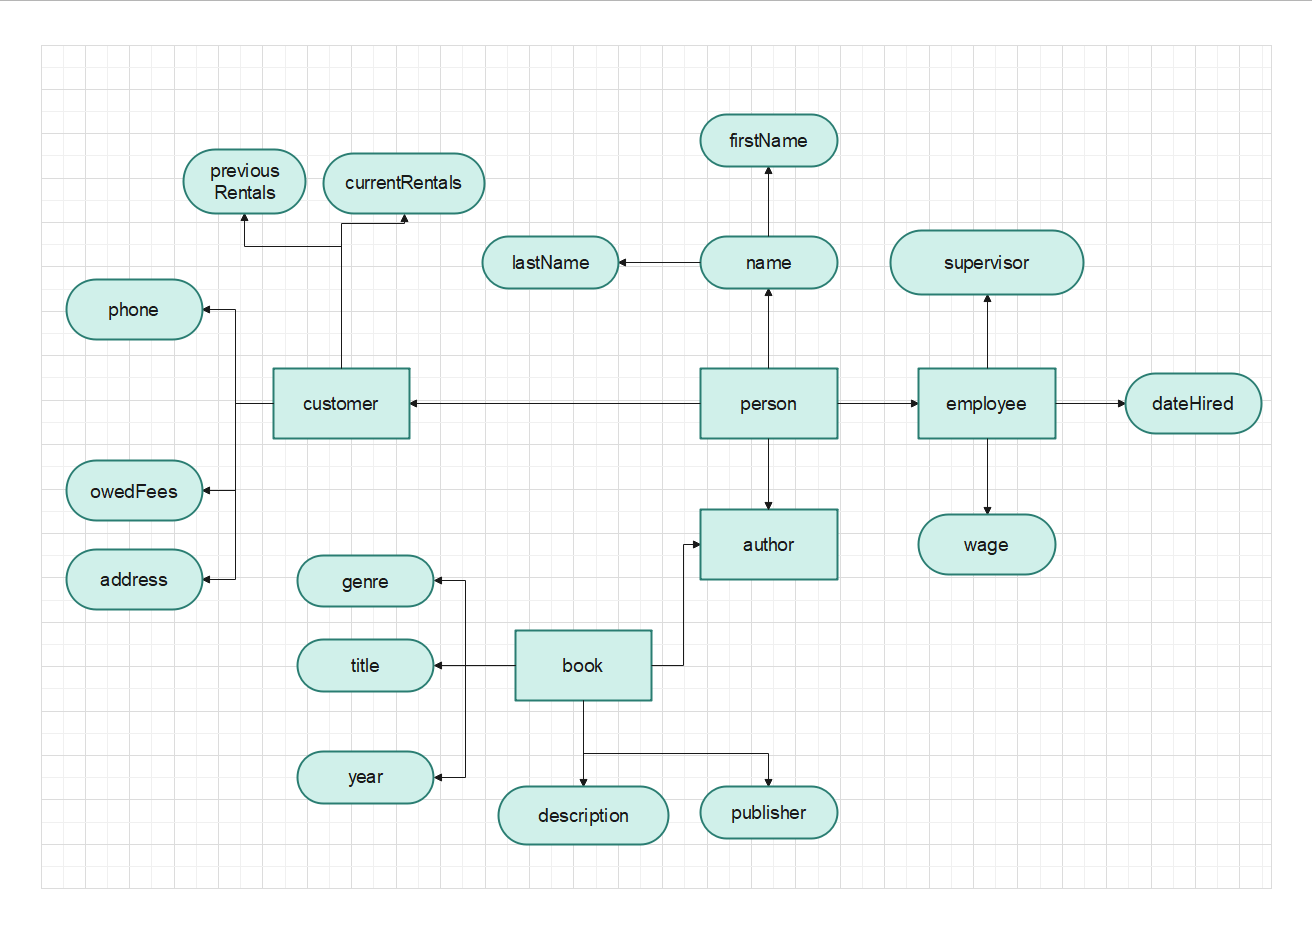 firstName
previous
Rentals
currentRentals
lastName
name
supervisor
phone
customer
person
employee
dateHired
owedFees
author
wage
address
genre
title
book
year
description
publisher